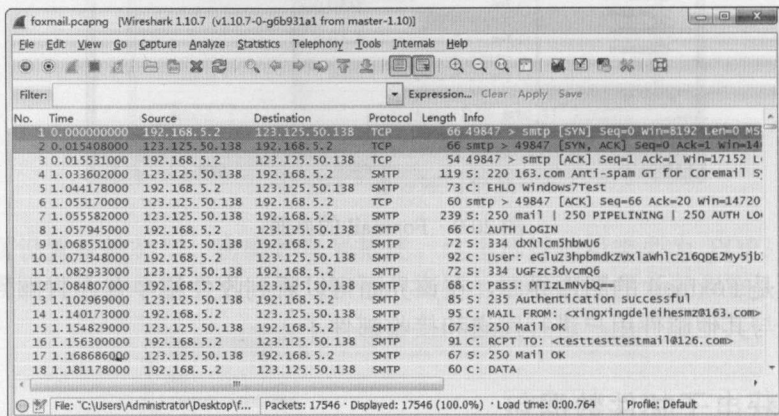 foxmail.pcapng [Wireshark 1.10.7 (v1.10.7-0-g6b931a1 from master-1.10)]
File Edit View Go Capture Analyze Statistics Telephony Tools Internals Help
Filter: Expression... Clear Apply Save
No. Time Source Destination Protocol Length Info
1 0.000000000 192.168.5.2 123.125.50.138 TCP 66 49847 > smtp [SYN] Seq=0 Win=8192 Len=0 MS
2 0.015408000 123.125.50.138 192.168.5.2 TCP 66 smtp > 49847 [SYN, ACK] Seq=0 Ack=1 Win=14
3 0.015531000 192.168.5.2 123.125.50.138 TCP 54 49847 > smtp [ACK] Seq=1 Ack=1 Win=17152 L
4 1.033602000 123.125.50.138 192.168.5.2 SMTP 119 S: 220 163.com Anti-spam GT for Coremail S
5 1.044178000 192.168.5.2 123.125.50.138 SMTP 73 C: EHLO Windows7Test
6 1.055170000 123.125.50.138 192.168.5.2 TCP 60 smtp > 49847 [ACK] Seq=66 Ack=20 Win=14720
7 1.055582000 123.125.50.138 192.168.5.2 SMTP 239 S: 250 mail | 250 PIPELINING | 250 AUTH LO
8 1.057945000 192.168.5.2 123.125.50.138 SMTP 66 C: AUTH LOGIN
9 1.068551000 123.125.50.138 192.168.5.2 SMTP 72 S: 334 dXNlcm5hbWU6
10 1.071348000 192.168.5.2 123.125.50.138 SMTP 92 C: User:
11 1.082933000 123.125.50.138 192.168.5.2 SMTP 72 S: 334 UGFzc3dvcmQ6
12 1.084807000 192.168.5.2 123.125.50.138 SMTP 68 C: Pass: MTIzLmNvbQ==
13 1.102969000 123.125.50.138 192.168.5.2 SMTP 85 S: 235 Authentication successful
14 1.140173000 192.168.5.2 123.125.50.138 SMTP 95 C: MAIL FROM: <xingxingdeleihesmz@163.com>
15 1.154829000 123.125.50.138 192.168.5.2 SMTP 67 S: 250 Mail OK
16 1.156300000 192.168.5.2 123.125.50.138 SMTP 91 C: RCPT TO: <testtesttestmail@126.com>
17 1.168686000 123.125.50.138 192.168.5.2 SMTP 67 S: 250 Mail OK
18 1.181178000 192.168.5.2 123.125.50.138 SMTP 60 C: DATA
File: "C:\Users\Administrator\Desktop\f... Packets: 17546 · Displayed: 17546 (100.0%) · Load time: 0:00.764 Profile: Default